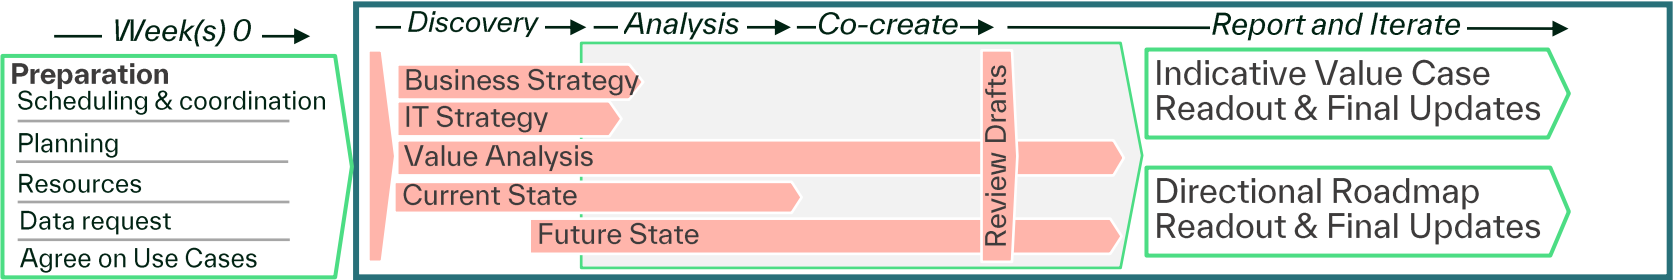 Week(s) 0
Discovery
Analysis
Co-create
Report and Iterate
Preparation
Scheduling & coordination
Planning
Resources
Data request
Agree on Use Cases
Business Strategy
IT Strategy
Value Analysis
Current State
Future State
Review Drafts
Indicative Value Case
Readout & Final Updates
Directional Roadmap
Readout & Final Updates